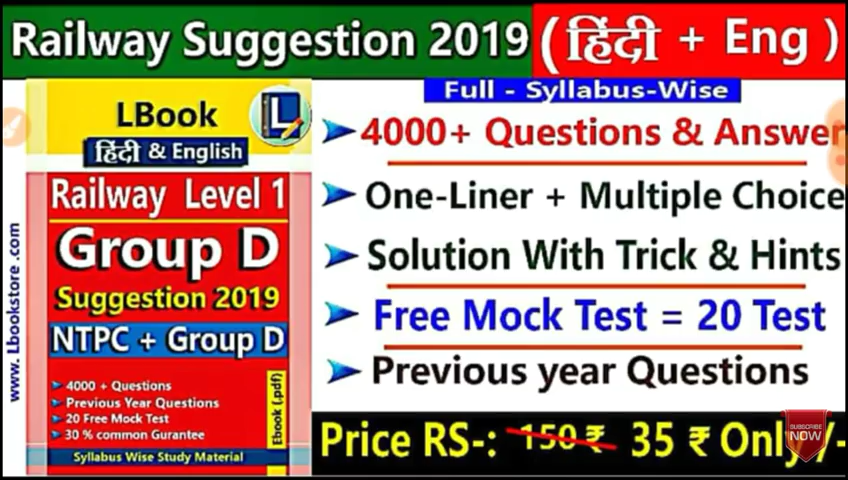 Railway Suggestion 2019 (हिंदी + Eng )
Full - Syllabus-Wise
LBook
L
हिंदी & English
Railway Level 1
Group D
Suggestion 2019
NTPC + Group D
4000 + Questions
Previous Year Questions
20 Free Mock Test
30 % common Gurantee
Ebook (.pdf)
Syllabus Wise Study Material
www. Lbookstore .com
4000+ Questions & Answer
One-Liner + Multiple Choice
Solution With Trick & Hints
Free Mock Test = 20 Test
Previous year Questions
Price RS-: 150 ₹ 35 ₹ Only/-
SUBSCRIBE
NOW